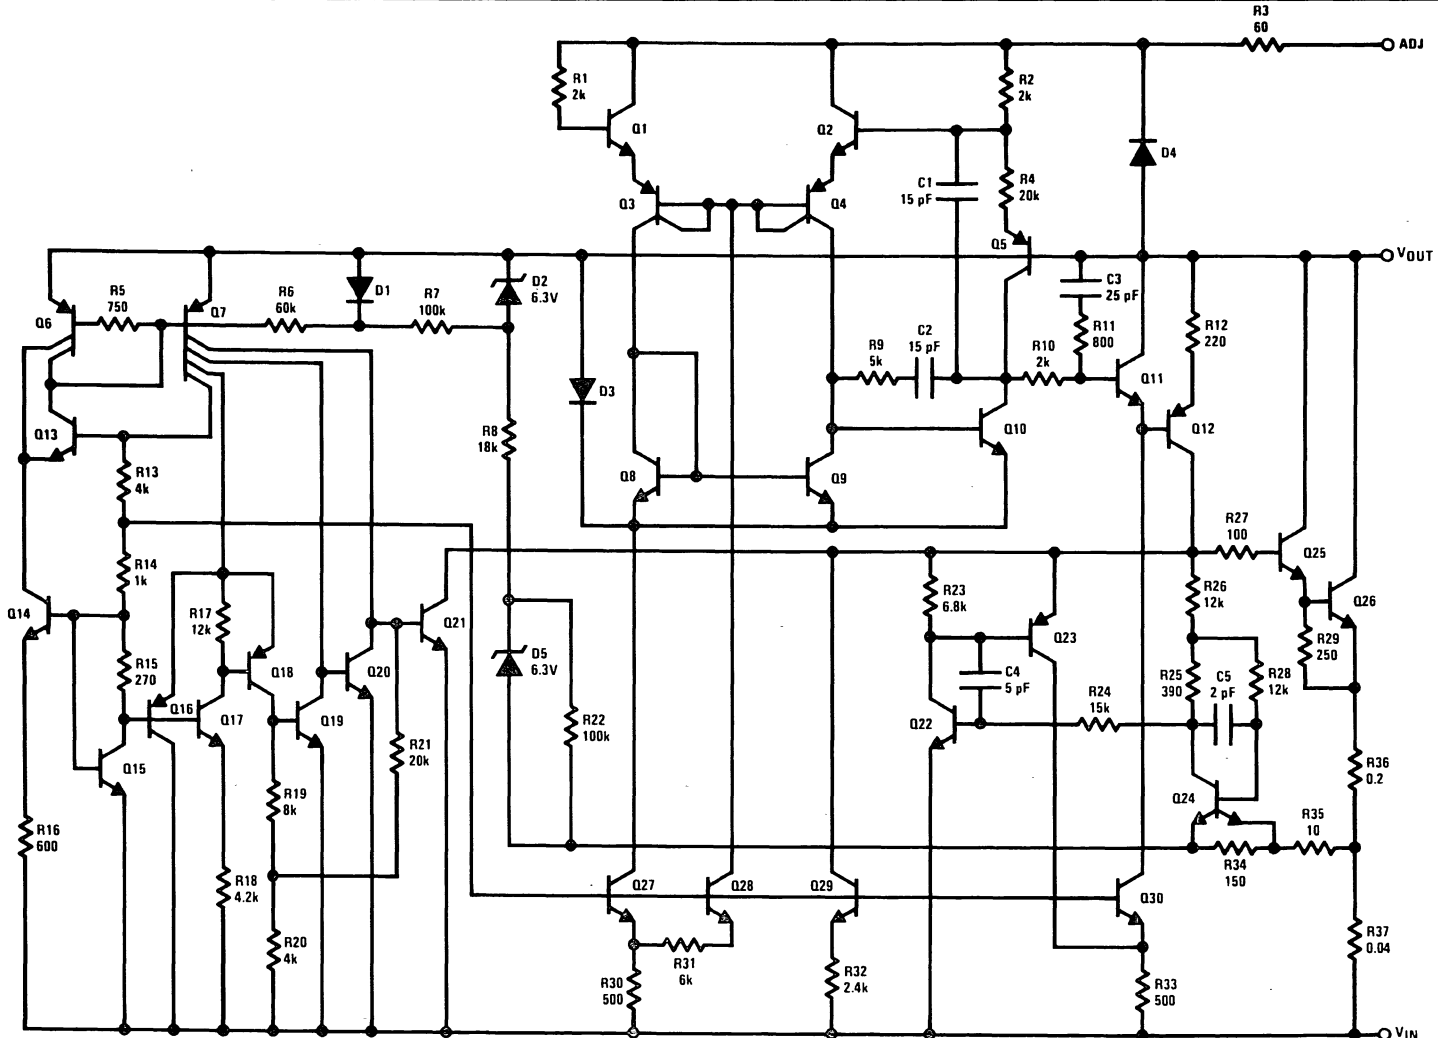 R3
60
ADJ
R1
2k
Q1
Q2
R2
2k
D4
C1
15 pF
R4
20k
Q3
Q4
Q5
VOUT
R5
750
Q7
R6
60k
D1
R7
100k
D2
6.3V
C3
25 pF
Q6
R9
5k
C2
15 pF
R10
2k
R11
800
R12
220
D3
Q11
Q13
R8
18k
Q10
Q12
R13
4k
Q8
Q9
R27
100
Q25
R14
1k
Q14
R17
12k
Q21
R23
6.8k
R26
12k
Q26
Q23
R29
250
R15
270
Q18
Q20
D5
6.3V
C4
5 pF
R25
390
C5
2 pF
R28
12k
Q16
Q17
Q19
R22
100k
Q22
R24
15k
R21
20k
Q15
R36
0.2
R19
8k
Q24
R35
10
R16
600
R34
150
R18
4.2k
Q27
Q28
Q29
Q30
R20
4k
R37
0.04
R31
6k
R30
500
R32
2.4k
R33
500
VIN